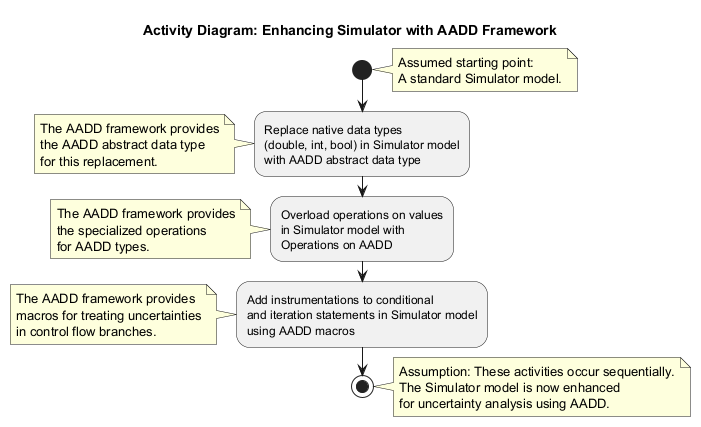 Activity Diagram: Enhancing Simulator with AADD Framework
Assumed starting point:
A standard Simulator model.
The AADD framework provides
the AADD abstract data type
for this replacement.
Replace native data types
(double, int, bool) in Simulator model
with AADD abstract data type
The AADD framework provides
the specialized operations
for AADD types.
Overload operations on values
in Simulator model with
Operations on AADD
The AADD framework provides
macros for treating uncertainties
in control flow branches.
Add instrumentations to conditional
and iteration statements in Simulator model
using AADD macros
Assumption: These activities occur sequentially.
The Simulator model is now enhanced
for uncertainty analysis using AADD.